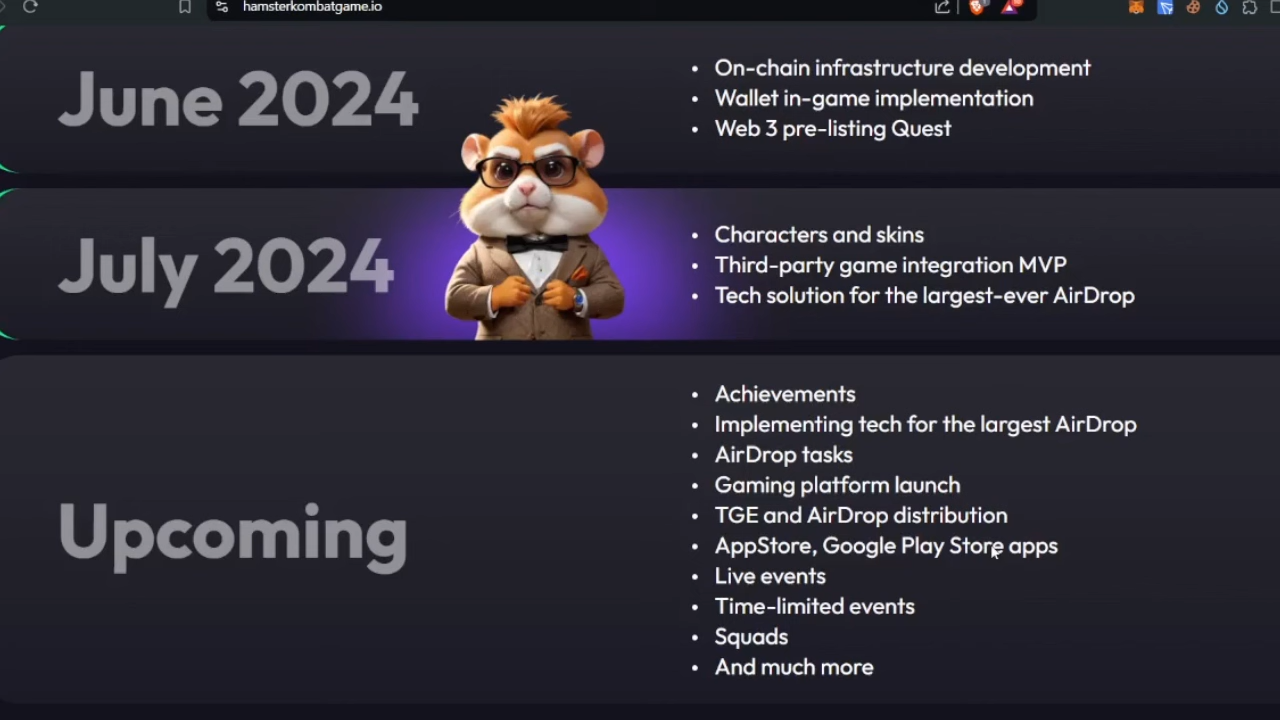 hamsterkombatgame.io
June 2024
• On-chain infrastructure development
• Wallet in-game implementation
• Web 3 pre-listing Quest
July 2024
• Characters and skins
• Third-party game integration MVP
• Tech solution for the largest-ever AirDrop
Upcoming
• Achievements
• Implementing tech for the largest AirDrop
• AirDrop tasks
• Gaming platform launch
• TGE and AirDrop distribution
• AppStore, Google Play Store apps
• Live events
• Time-limited events
• Squads
• And much more